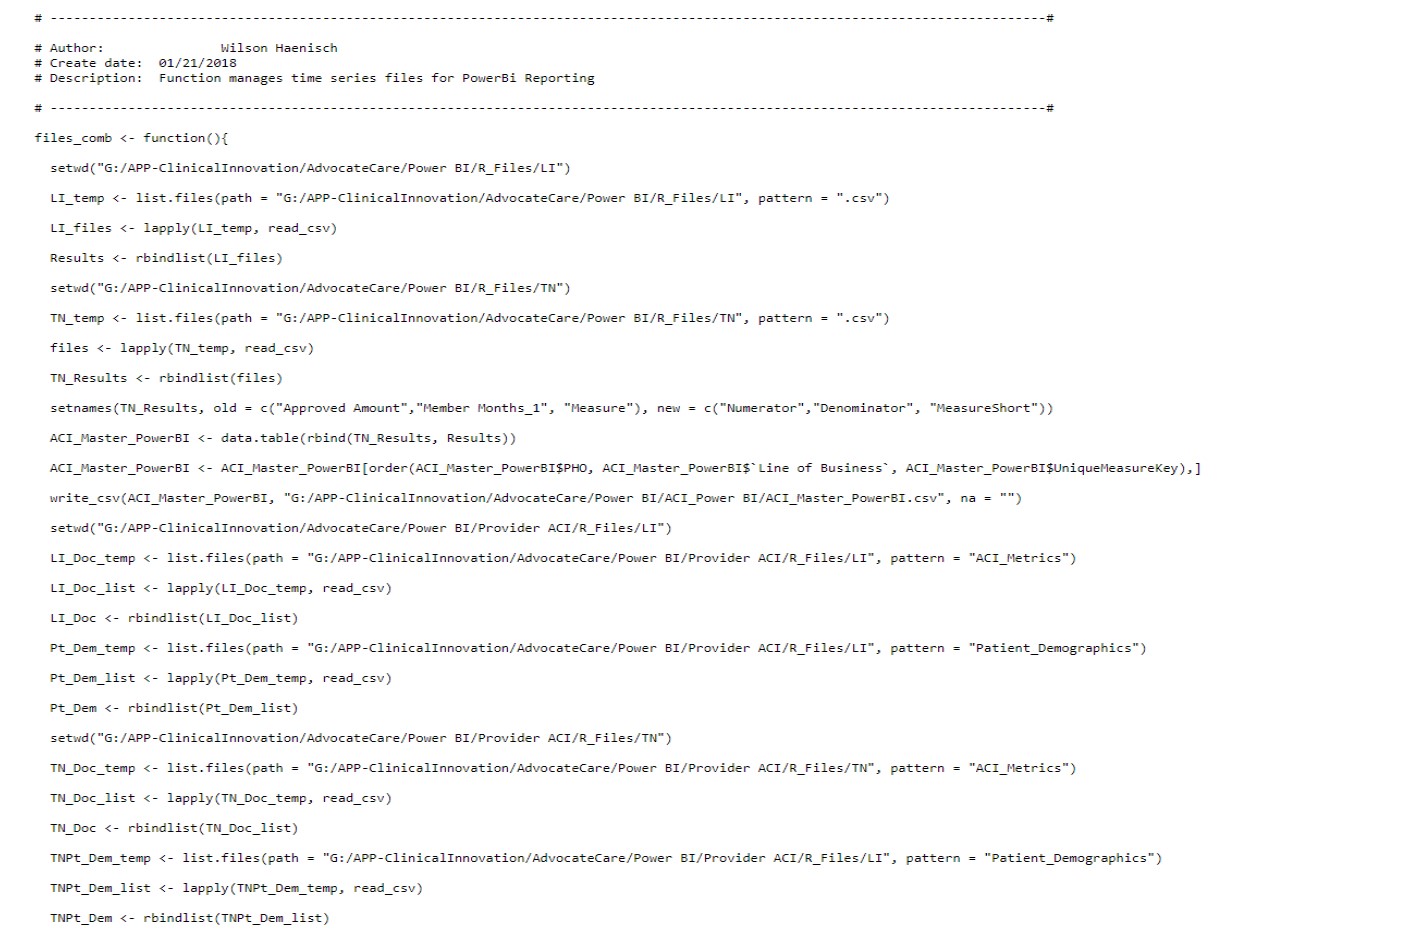 # --------------------------------------------------------------------------------------------------------------------------------#
# Author:               Wilson Haenisch
# Create date:  01/21/2018
# Description:  Function manages time series files for PowerBi Reporting
# --------------------------------------------------------------------------------------------------------------------------------#
files_comb <- function(){
  setwd("G:/APP-ClinicalInnovation/AdvocateCare/Power BI/R_Files/LI")
  LI_temp <- list.files(path = "G:/APP-ClinicalInnovation/AdvocateCare/Power BI/R_Files/LI", pattern = ".csv")
  LI_files <- lapply(LI_temp, read_csv)
  Results <- rbindlist(LI_files)
  setwd("G:/APP-ClinicalInnovation/AdvocateCare/Power BI/R_Files/TN")
  TN_temp <- list.files(path = "G:/APP-ClinicalInnovation/AdvocateCare/Power BI/R_Files/TN", pattern = ".csv")
  files <- lapply(TN_temp, read_csv)
  TN_Results <- rbindlist(files)
  setnames(TN_Results, old = c("Approved Amount","Member Months_1", "Measure"), new = c("Numerator","Denominator", "MeasureShort"))
  ACI_Master_PowerBI <- data.table(rbind(TN_Results, Results))
  ACI_Master_PowerBI <- ACI_Master_PowerBI[order(ACI_Master_PowerBI$PHO, ACI_Master_PowerBI$`Line of Business`, ACI_Master_PowerBI$UniqueMeasureKey),]
  write_csv(ACI_Master_PowerBI, "G:/APP-ClinicalInnovation/AdvocateCare/Power BI/ACI_Power BI/ACI_Master_PowerBI.csv", na = "")
  setwd("G:/APP-ClinicalInnovation/AdvocateCare/Power BI/Provider ACI/R_Files/LI")
  LI_Doc_temp <- list.files(path = "G:/APP-ClinicalInnovation/AdvocateCare/Power BI/Provider ACI/R_Files/LI", pattern = "ACI_Metrics")
  LI_Doc_list <- lapply(LI_Doc_temp, read_csv)
  LI_Doc <- rbindlist(LI_Doc_list)
  Pt_Dem_temp <- list.files(path = "G:/APP-ClinicalInnovation/AdvocateCare/Power BI/Provider ACI/R_Files/LI", pattern = "Patient_Demographics")
  Pt_Dem_list <- lapply(Pt_Dem_temp, read_csv)
  Pt_Dem <- rbindlist(Pt_Dem_list)
  setwd("G:/APP-ClinicalInnovation/AdvocateCare/Power BI/Provider ACI/R_Files/TN")
  TN_Doc_temp <- list.files(path = "G:/APP-ClinicalInnovation/AdvocateCare/Power BI/Provider ACI/R_Files/TN", pattern = "ACI_Metrics")
  TN_Doc_list <- lapply(TN_Doc_temp, read_csv)
  TN_Doc <- rbindlist(TN_Doc_list)
  TNPt_Dem_temp <- list.files(path = "G:/APP-ClinicalInnovation/AdvocateCare/Power BI/Provider ACI/R_Files/LI", pattern = "Patient_Demographics")
  TNPt_Dem_list <- lapply(TNPt_Dem_temp, read_csv)
  TNPt_Dem <- rbindlist(TNPt_Dem_list)